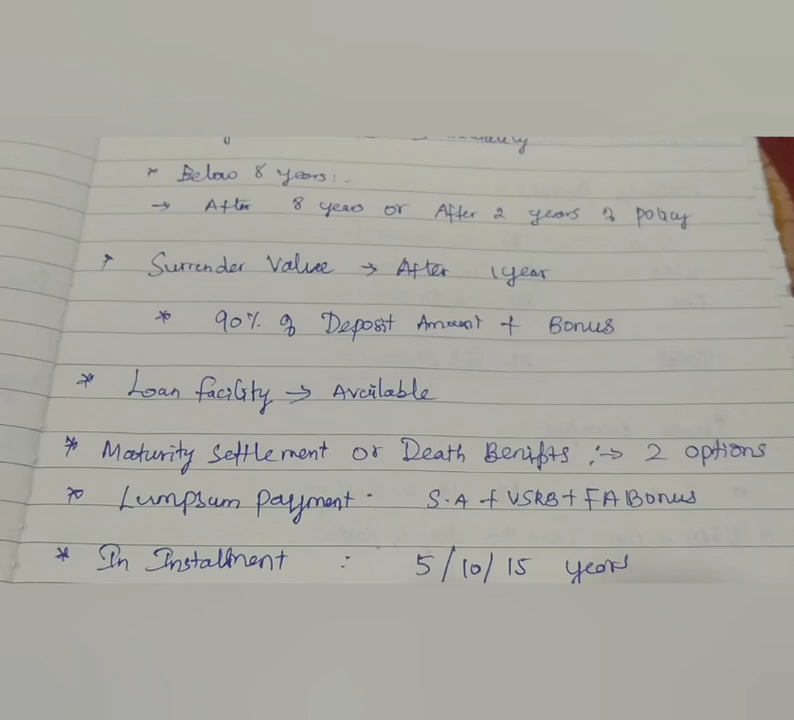 * Below 8 years:-
→ After 8 years or After 2 years of policy
* Surrender Value → After 1 year
* 90% of Deposit Amount + Bonus
* Loan facility → Available
* Maturity Settlement or Death Benifts :→ 2 options
* Lumpsum Payment - S.A + VSRB + FA Bonus
* In Installment : 5/10/15 years